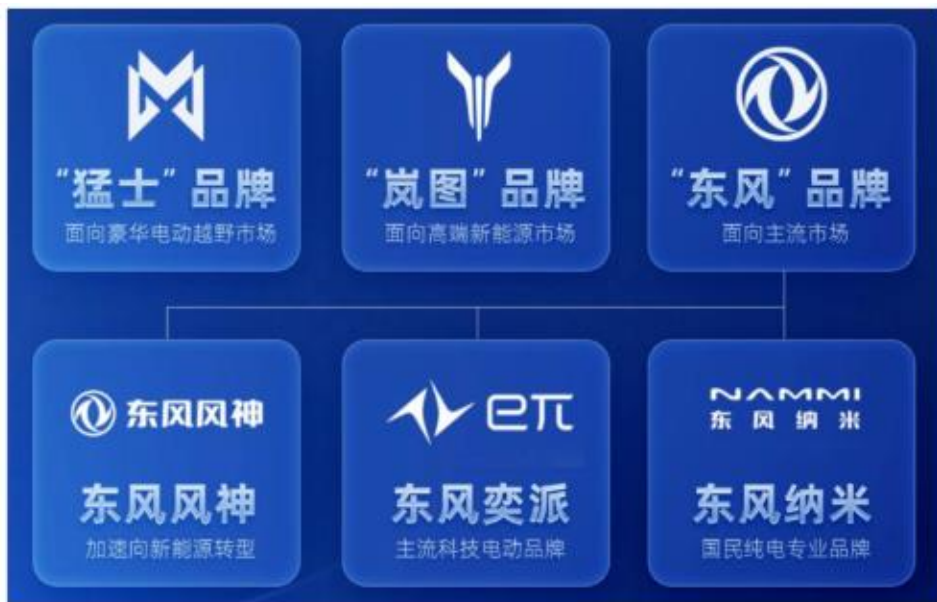 “猛士”品牌
面向豪华电动越野市场
“岚图”品牌
面向高端新能源市场
“东风”品牌
面向主流市场
东风风神
东风风神
加速向新能源转型
eπ
东风奕派
主流科技电动品牌
NAMMI
东风纳米
东风纳米
国民纯电专业品牌